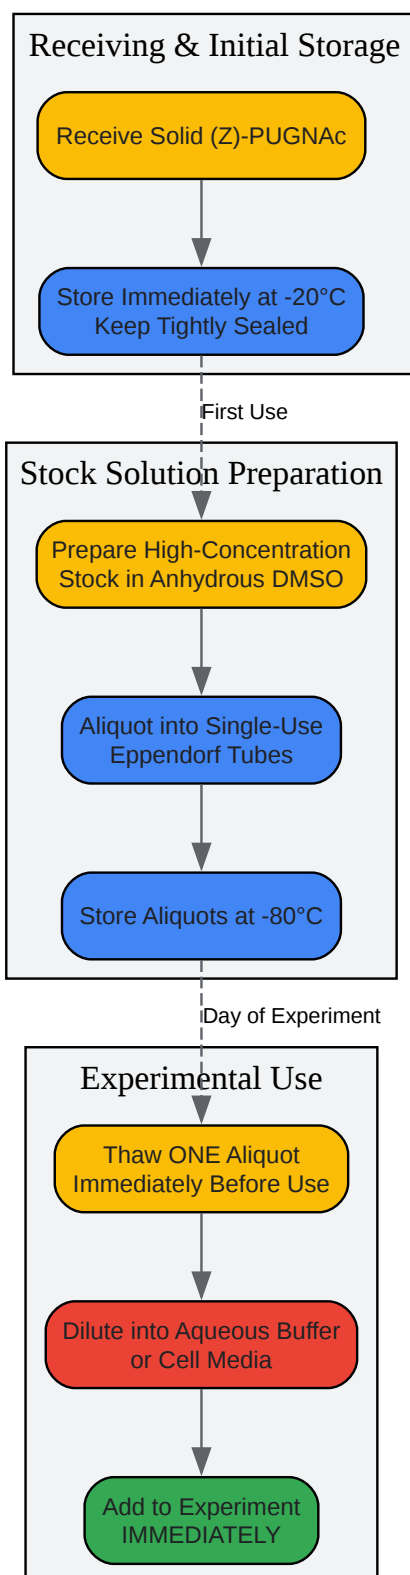 Receiving & Initial Storage
Receive Solid (Z)-PUGNAc
Store Immediately at -20°C
Keep Tightly Sealed
First Use
Stock Solution Preparation
Prepare High-Concentration
Stock in Anhydrous DMSO
Aliquot into Single-Use
Eppendorf Tubes
Store Aliquots at -80°C
Day of Experiment
Experimental Use
Thaw ONE Aliquot
Immediately Before Use
Dilute into Aqueous Buffer
or Cell Media
Add to Experiment
IMMEDIATELY